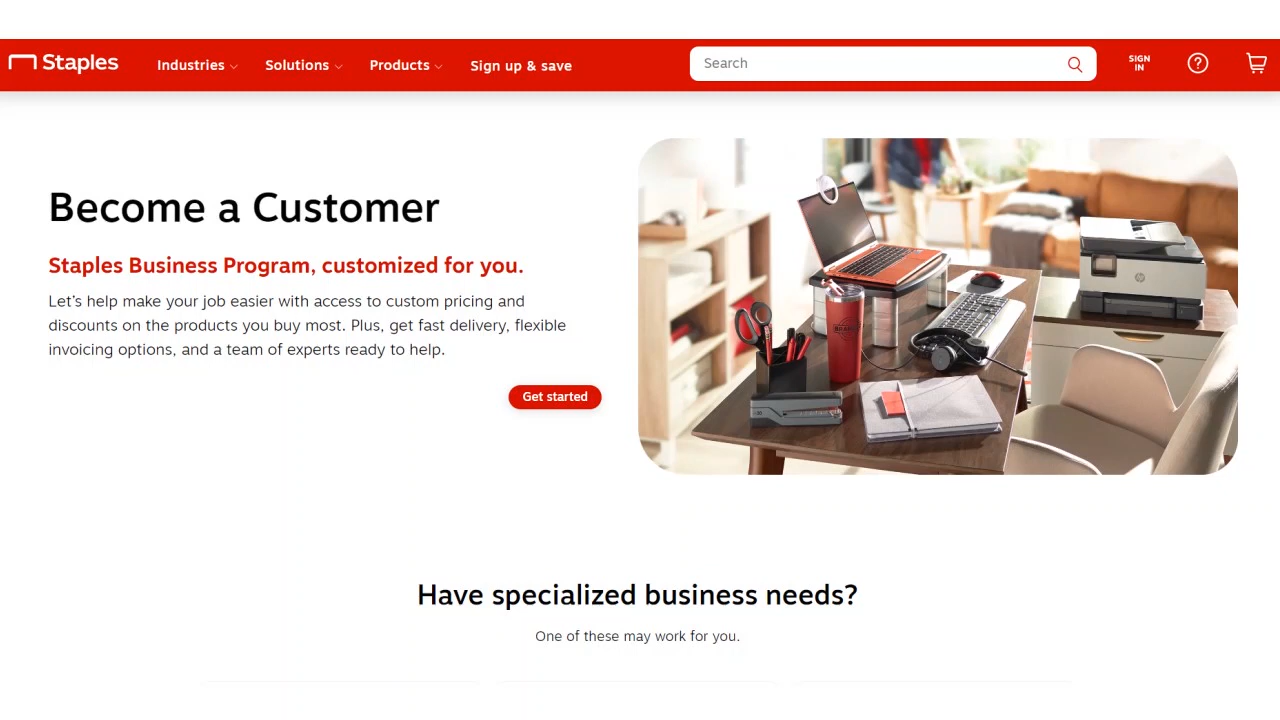 Staples
Industries
Solutions
Products
Sign up & save
Search
SIGN
IN
Become a Customer
Staples Business Program, customized for you.
Let's help make your job easier with access to custom pricing and
discounts on the products you buy most. Plus, get fast delivery, flexible
invoicing options, and a team of experts ready to help.
Get started
hp
Have specialized business needs?
One of these may work for you.